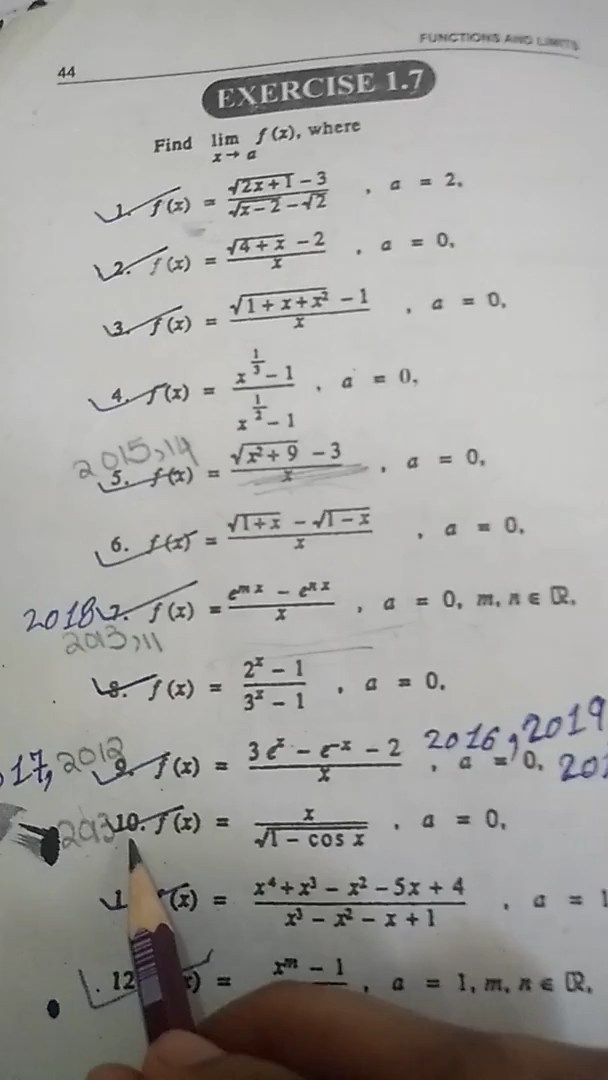 FUNCTIONS AND LIMITS
44
EXERCISE 1.7
Find lim x→a f(x), where
1. f(x) = (√(2x+1) − 3)/(√(x−2) − √2) , a = 2,
2. f(x) = (√(4+x) − 2)/x , a = 0,
3. f(x) = (√(1+x+x²) − 1)/x , a = 0,
4. f(x) = (x^(1/3) − 1)/(x^(1/2) − 1) , a = 0,
2015,14
5. f(x) = (√(x²+9) − 3)/x , a = 0,
6. f(x) = (√(1+x) − √(1−x))/x , a = 0,
2018 7. f(x) = (e^(mx) − e^(nx))/x , a = 0, m, n ∈ ℝ,
2013,11
8. f(x) = (2^x − 1)/(3^x − 1) , a = 0,
2016, 2019,
17, 2012 9. f(x) = (3e^x − e^(−x) − 2)/x , a = 0,
2013 10. f(x) = x/√(1 − cos x) , a = 0,
1 (x) = (x⁴ + x³ − x² − 5x + 4)/(x³ − x² − x + 1) , a = 1
12 ) = x^m − 1 , a = 1, m, n ∈ ℝ,